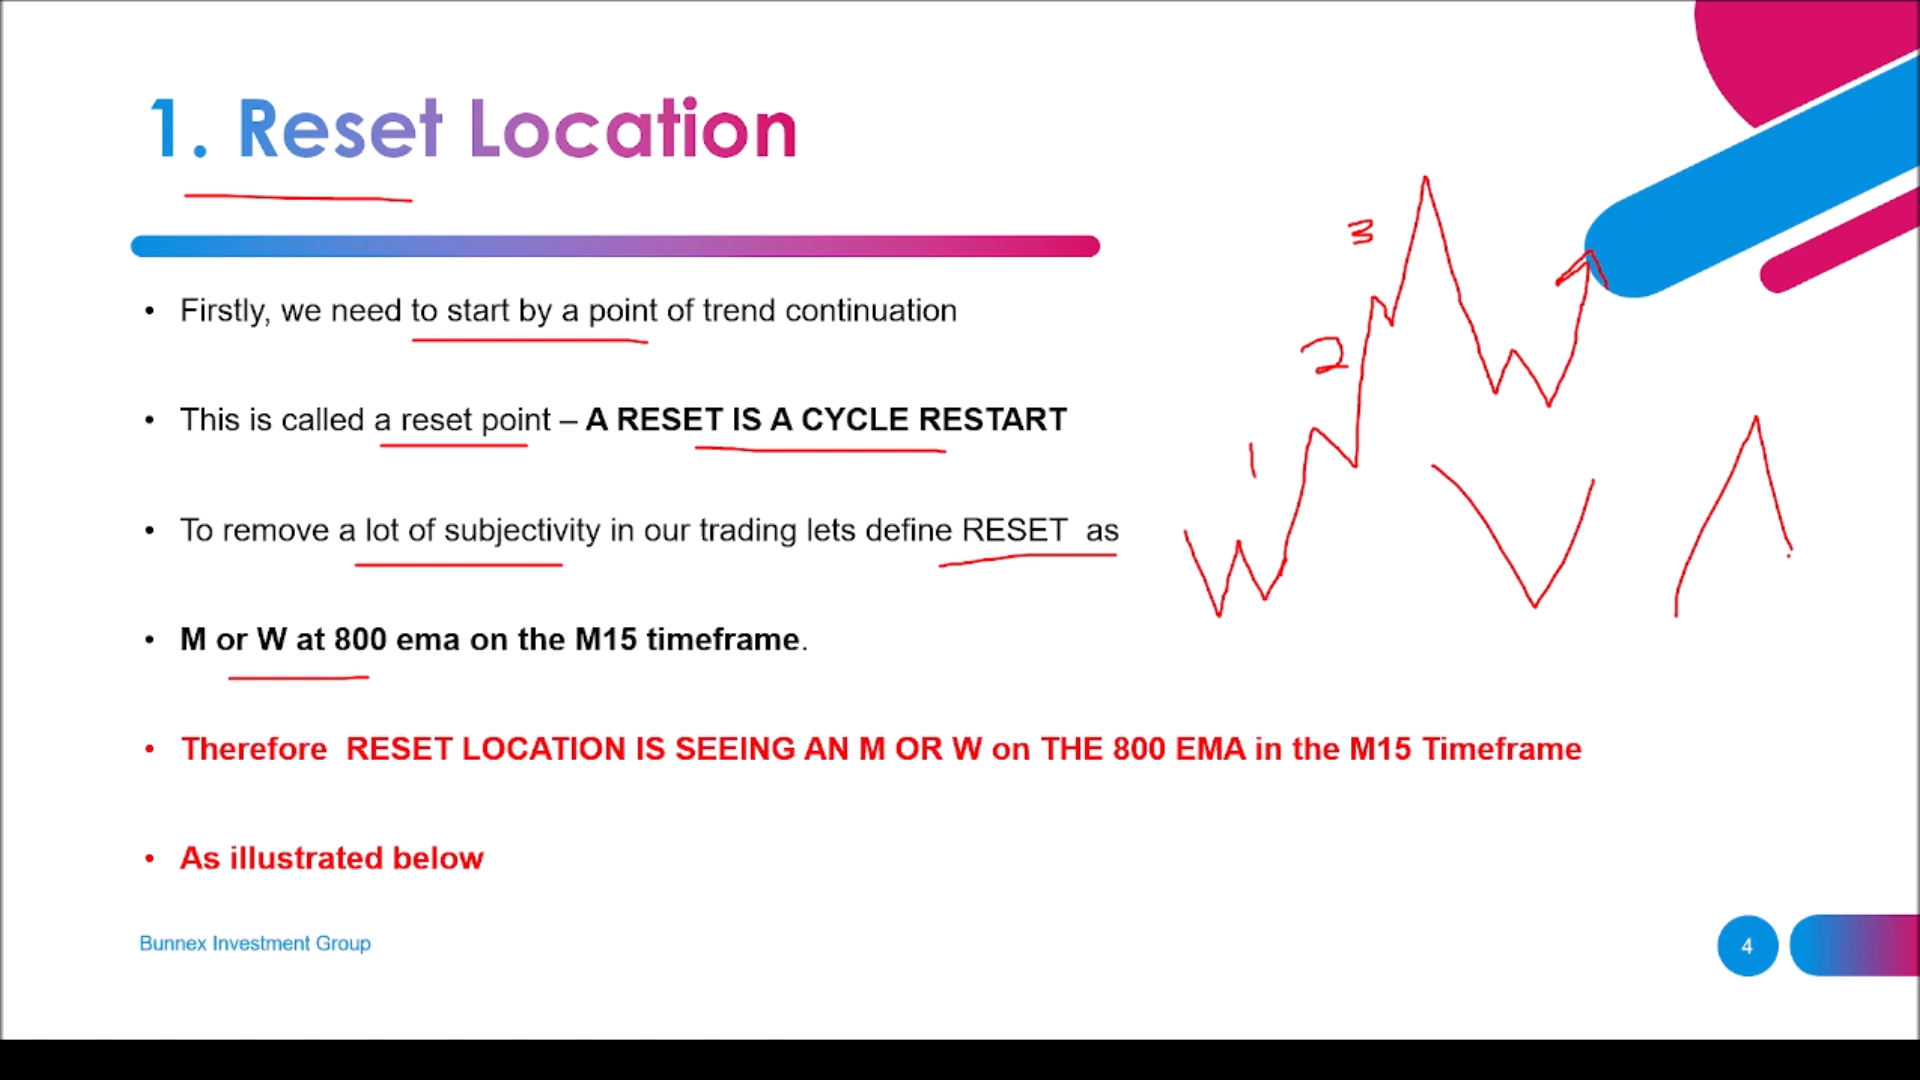 1. Reset Location
• Firstly, we need to start by a point of trend continuation
• This is called a reset point – A RESET IS A CYCLE RESTART
• To remove a lot of subjectivity in our trading lets define RESET as
• M or W at 800 ema on the M15 timeframe.
• Therefore RESET LOCATION IS SEEING AN M OR W on THE 800 EMA in the M15 Timeframe
• As illustrated below
3
2
1
Bunnex Investment Group
4